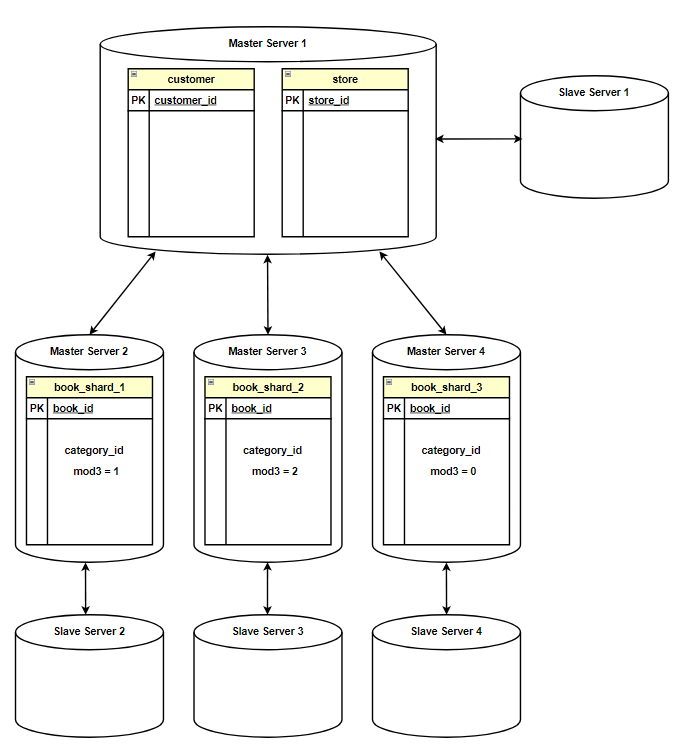 Master Server 1
customer
PK customer_id
store
PK store_id
Slave Server 1
Master Server 2
book_shard_1
PK book_id
category_id
mod3 = 1
Master Server 3
book_shard_2
PK book_id
category_id
mod3 = 2
Master Server 4
book_shard_3
PK book_id
category_id
mod3 = 0
Slave Server 2
Slave Server 3
Slave Server 4